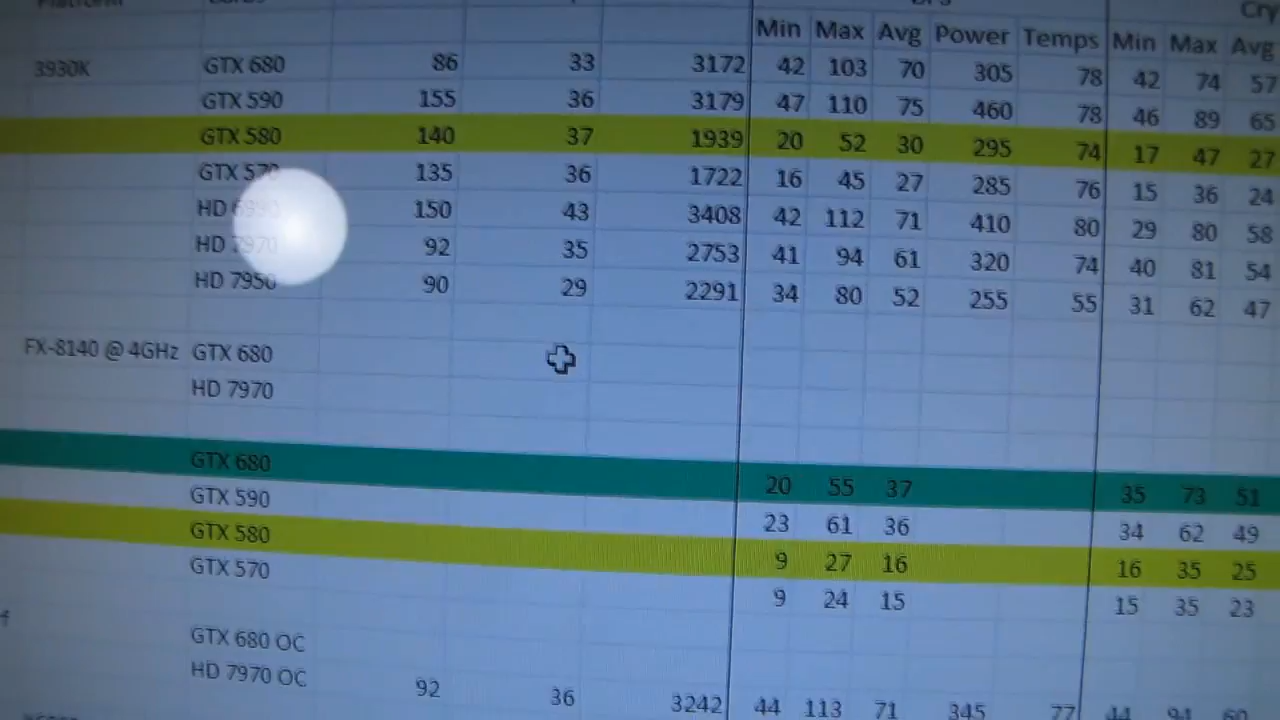 Min Max Avg Power Temps Min Max Avg
3930K GTX 680 86 33 3172 42 103 70 305 78 42 74 57
GTX 590 155 36 3179 47 110 75 460 78 46 89 65
GTX 580 140 37 1939 20 52 30 295 74 17 47 27
GTX 570 135 36 1722 16 45 27 285 76 15 36 24
HD 150 43 3408 42 112 71 410 80 29 80 58
HD 7970 92 35 2753 41 94 61 320 74 40 81 54
HD 7950 90 29 2291 34 80 52 255 55 31 62 47
FX-8140 @ 4GHz GTX 680
HD 7970
GTX 680 20 55 37 35 73 51
GTX 590 23 61 36 34 62 49
GTX 580 9 27 16 16 35 25
GTX 570 9 24 15 15 35 23
GTX 680 OC
HD 7970 OC 92 36 3242 44 113 71 345 77